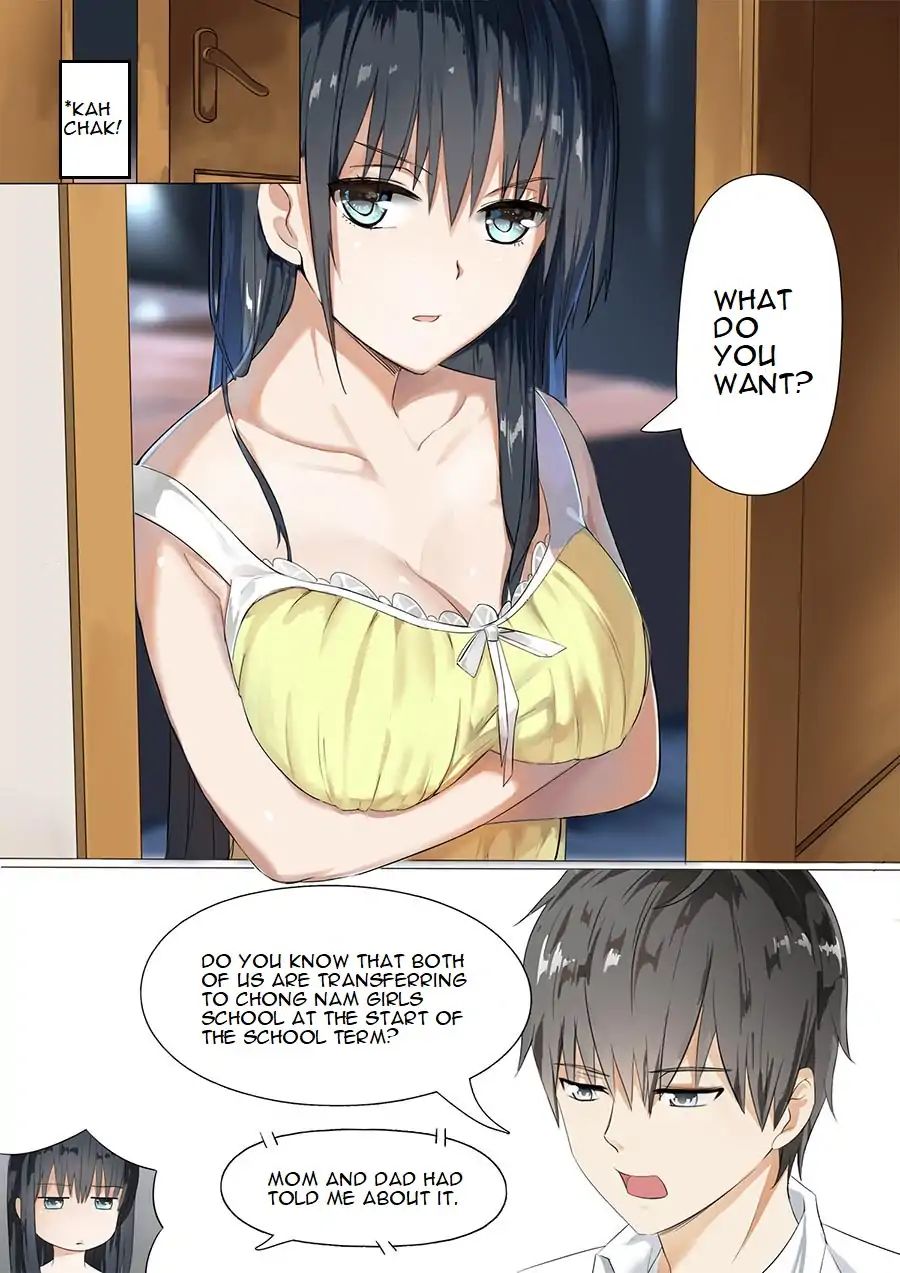 *KAH
CHAK!
WHAT
DO
YOU
WANT?
DO YOU KNOW THAT BOTH
OF US ARE TRANSFERRING
TO CHONG NAM GIRLS
SCHOOL AT THE START OF
THE SCHOOL TERM?
MOM AND DAD HAD
TOLD ME ABOUT IT.